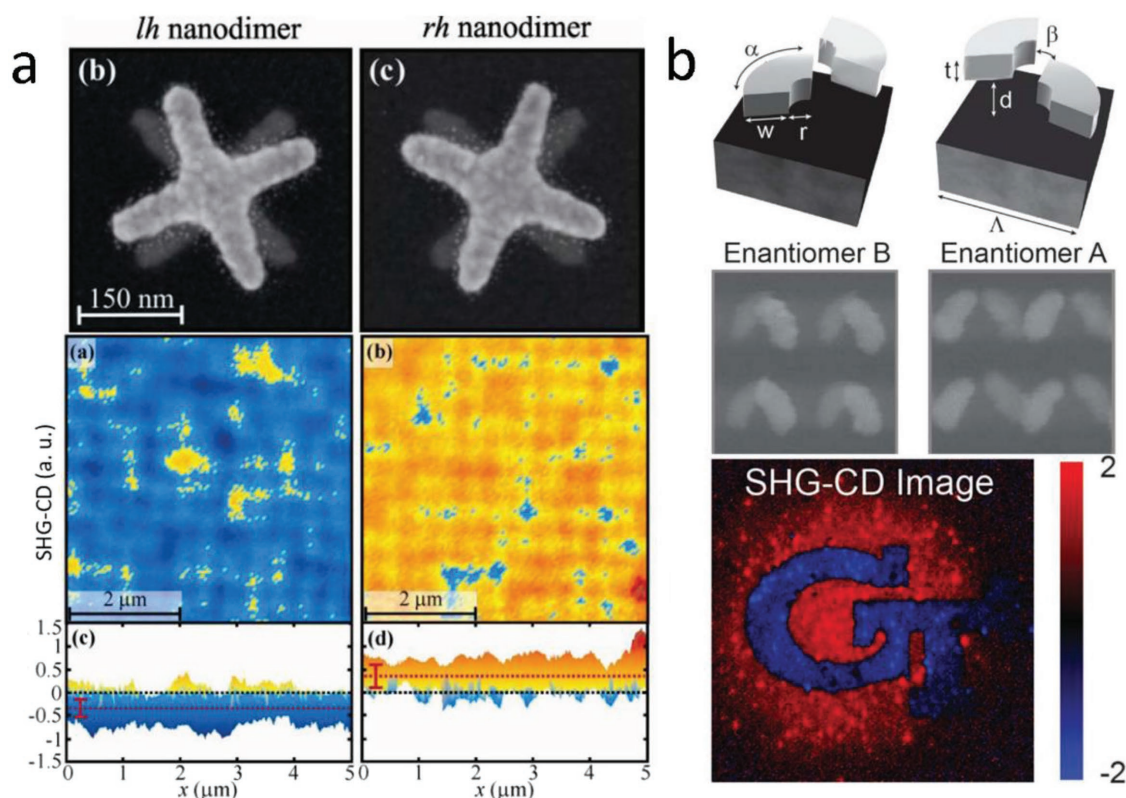 a
lh nanodimer
rh nanodimer
(b)
(c)
150 nm
(a)
(b)
SHG-CD (a. u.)
2 μm
2 μm
(c)
(d)
1.5
1
0.5
0
-0.5
-1
-1.5
0 1 2 3 4 5
0 1 2 3 4 5
x (μm)
x (μm)
b
α
t
w
r
d
β
Λ
Enantiomer B
Enantiomer A
SHG-CD Image
2
-2